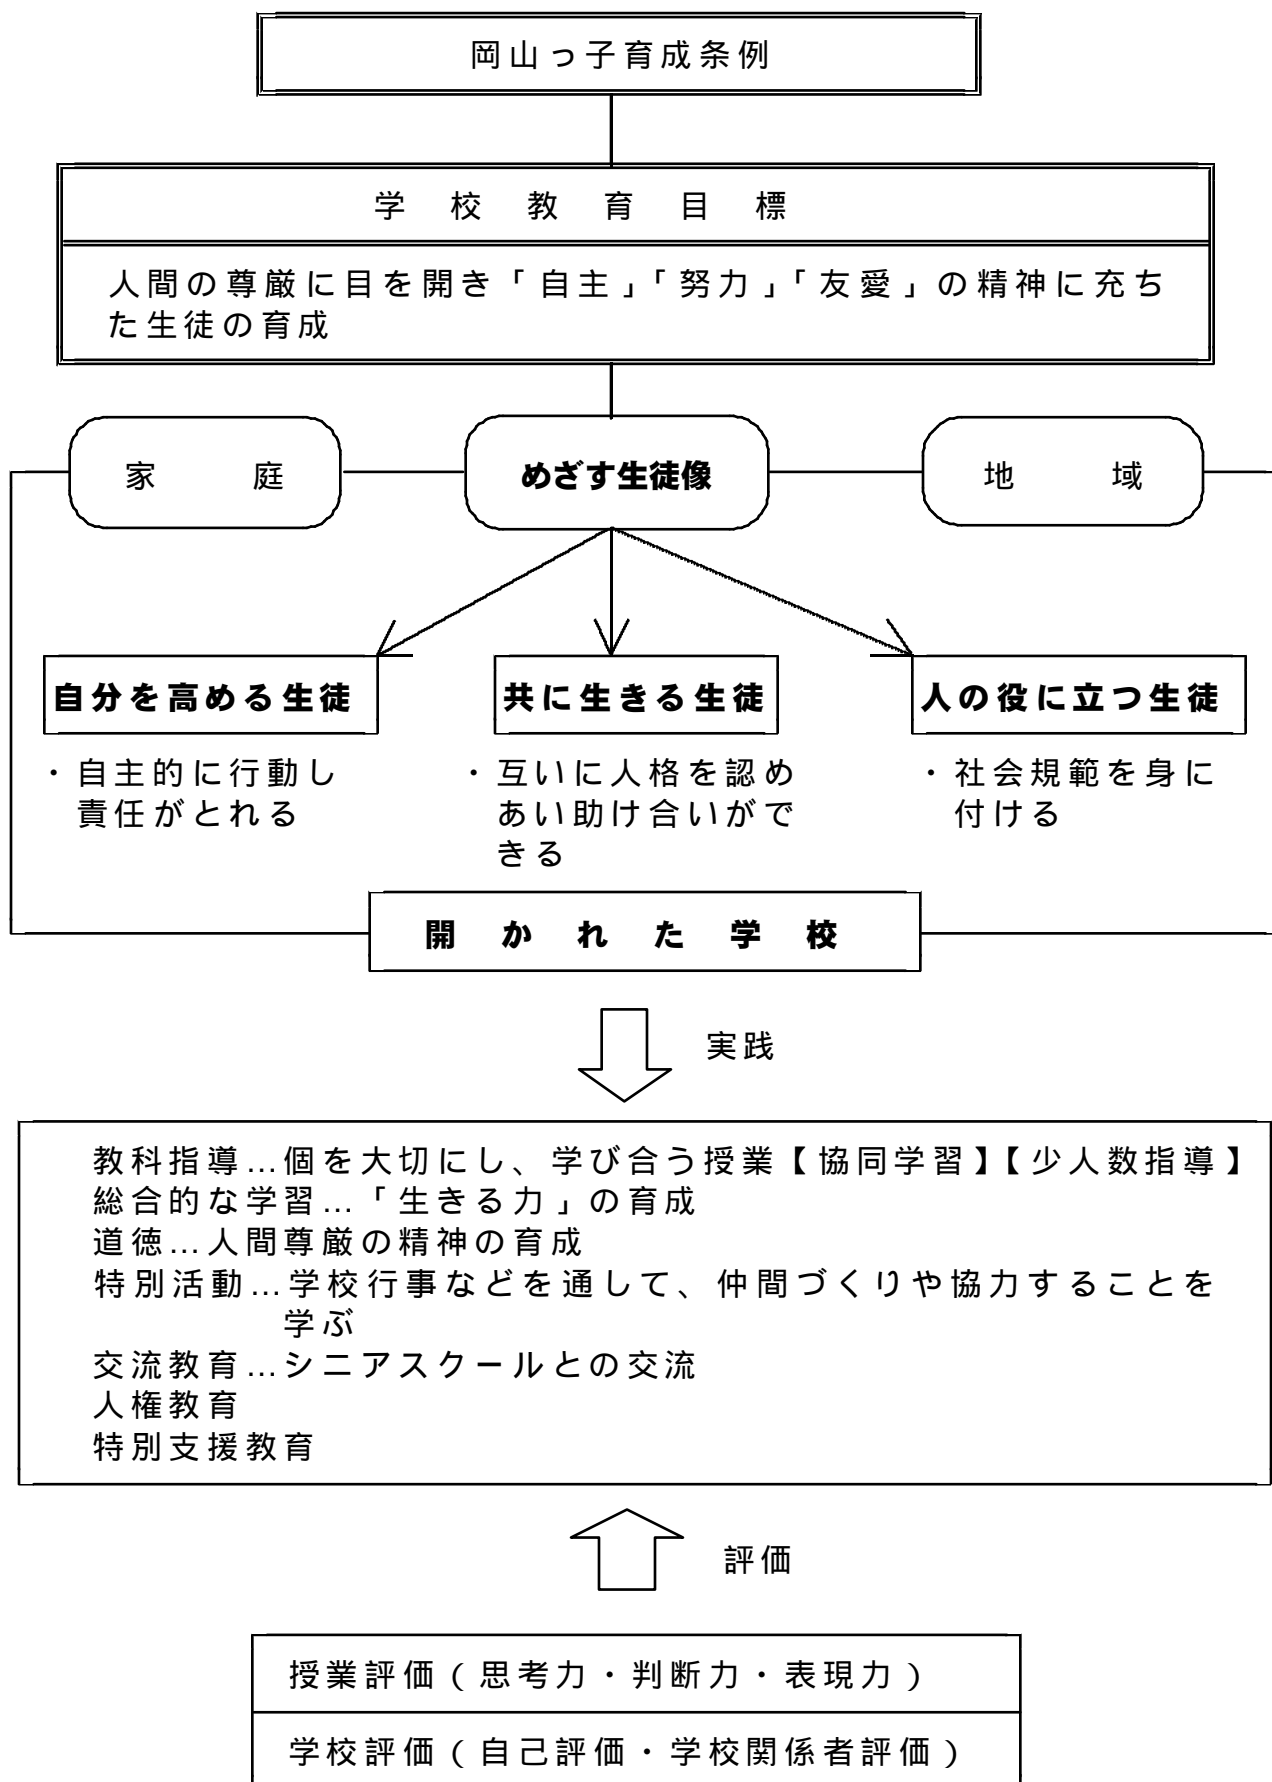 岡山っ子育成条例
学校教育目標
人間の尊厳に目を開き「自主」「努力」「友愛」の精神に充ち
た生徒の育成
家庭
めざす生徒像
地域
自分を高める生徒
共に生きる生徒
人の役に立つ生徒
・自主的に行動し
責任がとれる
・互いに人格を認め
あい助け合いがで
きる
・社会規範を身に
付ける
開かれた学校
実践
教科指導…個を大切にし、学び合う授業【協同学習】【少人数指導】
総合的な学習…「生きる力」の育成
道徳…人間尊厳の精神の育成
特別活動…学校行事などを通して、仲間づくりや協力することを
学ぶ
交流教育…シニアスクールとの交流
人権教育
特別支援教育
評価
授業評価(思考力・判断力・表現力)
学校評価(自己評価・学校関係者評価)